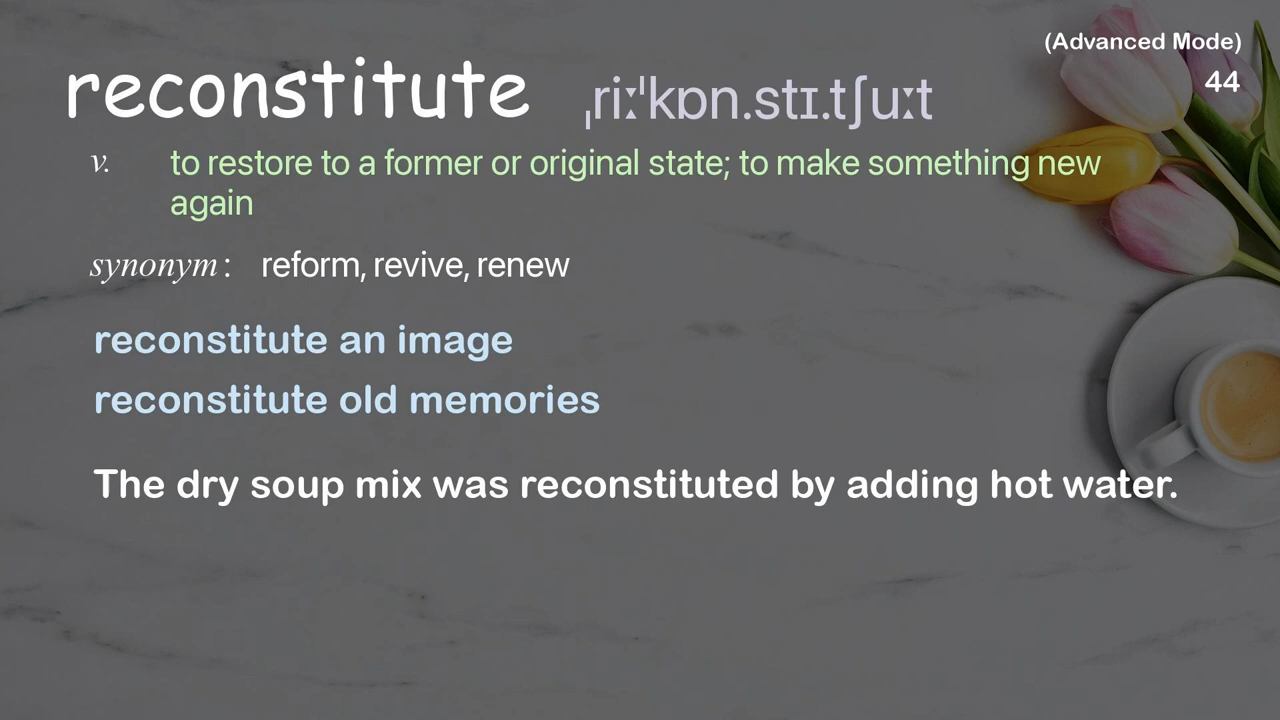 (Advanced Mode)
reconstitute ˌriːˈkɒn.stɪ.tʃuːt
44
v. to restore to a former or original state; to make something new
again
synonym : reform, revive, renew
reconstitute an image
reconstitute old memories
The dry soup mix was reconstituted by adding hot water.